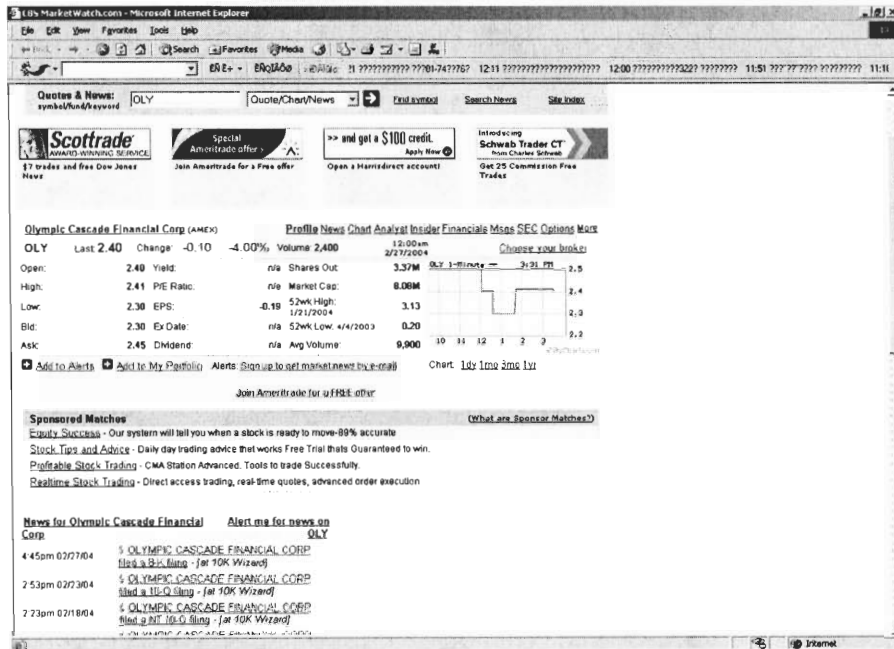 CBS MarketWatch.com - Microsoft Internet Explorer
File Edit View Favorites Tools Help
Search Favorites Media
Quotes & News:
symbol/fund/keyword
OLY
Quote/Chart/News
Find symbol
Search News
Site Index
Scottrade
AWARD-WINNING SERVICE
$7 trades and free Dow Jones
News
Special
Ameritrade offer >
Join Ameritrade for a Free offer
>> and get a $100 credit.
Apply Now
Open a Harrisdirect account!
Introducing
Schwab Trader CT
from Charles Schwab
Get 25 Commission Free
Trades
Olympic Cascade Financial Corp (AMEX)
Profile News Chart Analyst Insider Financials Msgs SEC Options More
OLY Last: 2.40 Change: -0.10 -4.00% Volume: 2,400 12:00am
2/27/2004
Choose your broker
Open: 2.40 Yield: n/a Shares Out: 3.37M
High: 2.41 P/E Ratio: n/a Market Cap: 8.08M
Low: 2.30 EPS: -0.19 52wk High: 3.13
1/21/2004
Bid: 2.30 Ex Date: n/a 52wk Low: 4/4/2003 0.20
Ask: 2.45 Dividend: n/a Avg Volume: 9,900
OLY 1-Minute 3:31 PM
2.5
2.4
2.3
2.2
10 11 12 1 2 3
BigCharts.com
Add to Alerts Add to My Portfolio Alerts: Sign up to get market news by e-mail
Chart: 1dy 1mo 3mo 1yr
Join Ameritrade for a FREE offer
Sponsored Matches
(What are Sponsor Matches?)
Equity Success - Our system will tell you when a stock is ready to move-89% accurate
Stock Tips and Advice - Daily day trading advice that works Free Trial thats Guaranteed to win.
Profitable Stock Trading - CMA Station Advanced. Tools to trade Successfully.
Realtime Stock Trading - Direct access trading, real-time quotes, advanced order execution
News for Olympic Cascade Financial
Corp
Alert me for news on
OLY
4:45pm 02/27/04 $ OLYMPIC CASCADE FINANCIAL CORP
filed a 8-K filing - [at 10K Wizard]
2:53pm 02/23/04 $ OLYMPIC CASCADE FINANCIAL CORP
filed a 10-Q filing - [at 10K Wizard]
2:23pm 02/18/04 $ OLYMPIC CASCADE FINANCIAL CORP
filed a NT 10-Q filing - [at 10K Wizard]
Internet